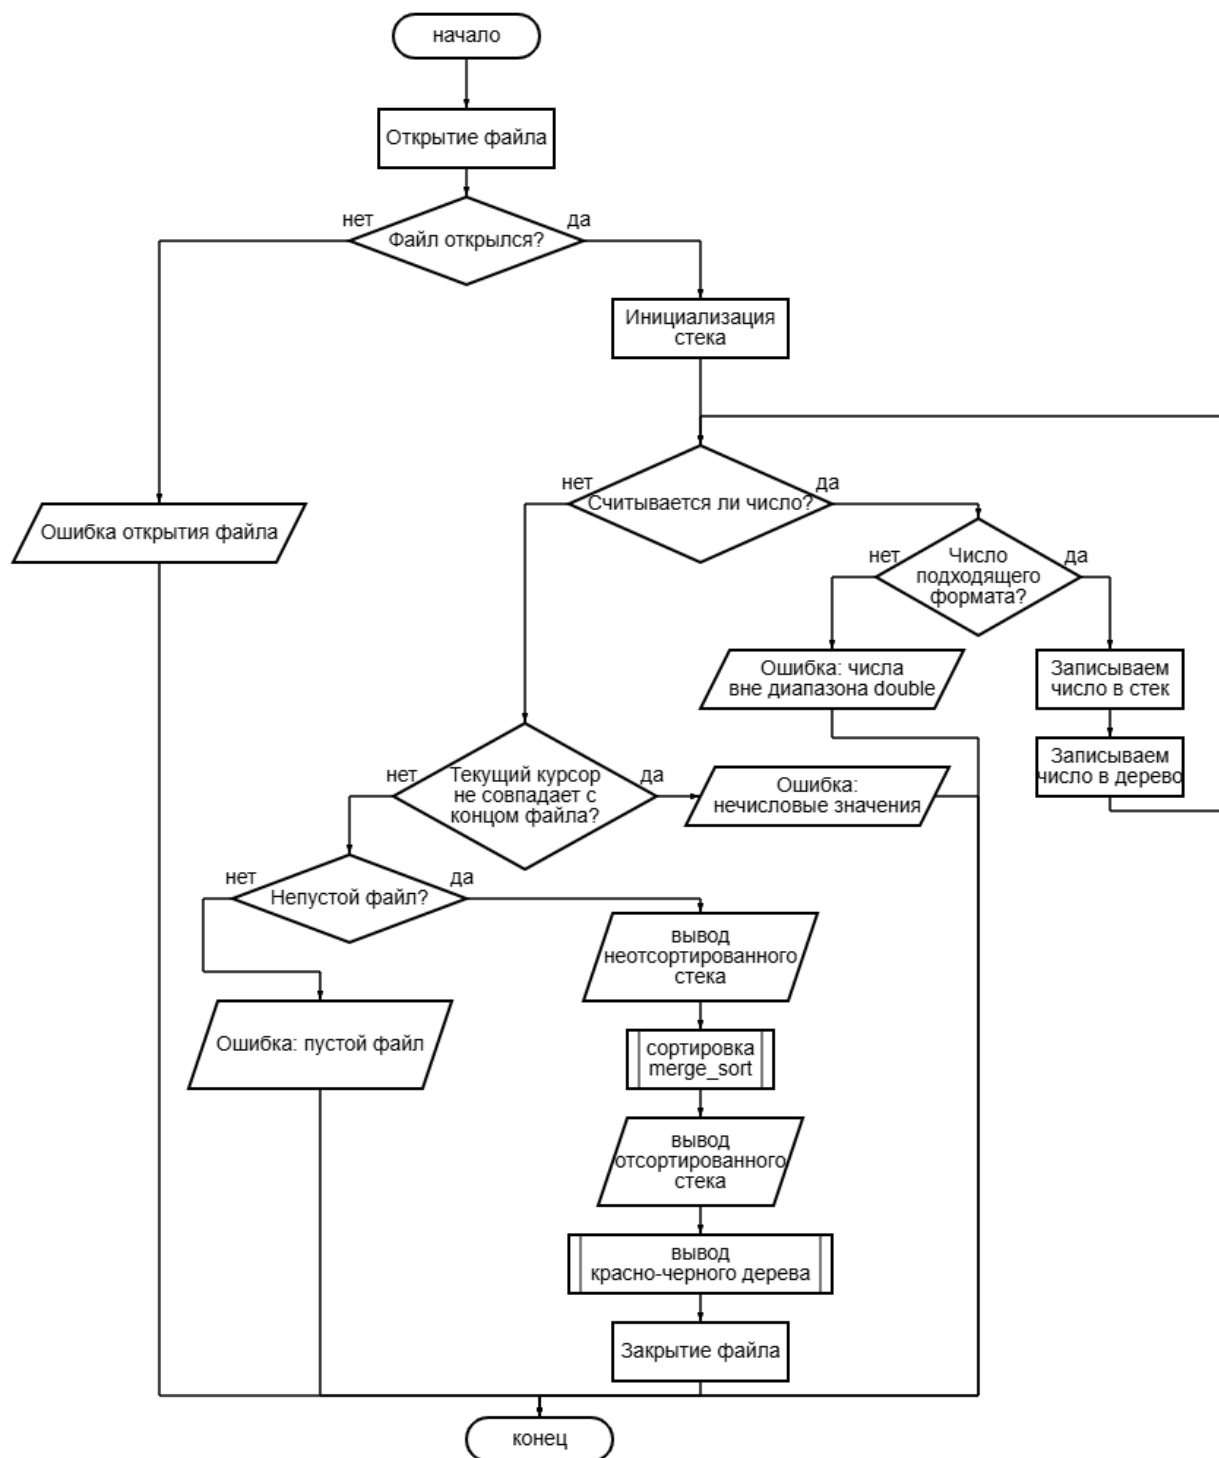 начало
Открытие файла
нет
да
Файл открылся?
Инициализация
стека
нет
да
Считывается ли число?
Ошибка открытия файла
нет
да
Число
подходящего
формата?
Ошибка: числа
вне диапазона double
Записываем
число в стек
Записываем
число в дерево
нет
да
Текущий курсор
не совпадает с
концом файла?
Ошибка:
нечисловые значения
нет
да
Непустой файл?
вывод
неотсортированного
стека
Ошибка: пустой файл
сортировка
merge_sort
вывод
отсортированного
стека
вывод
красно-черного дерева
Закрытие файла
конец